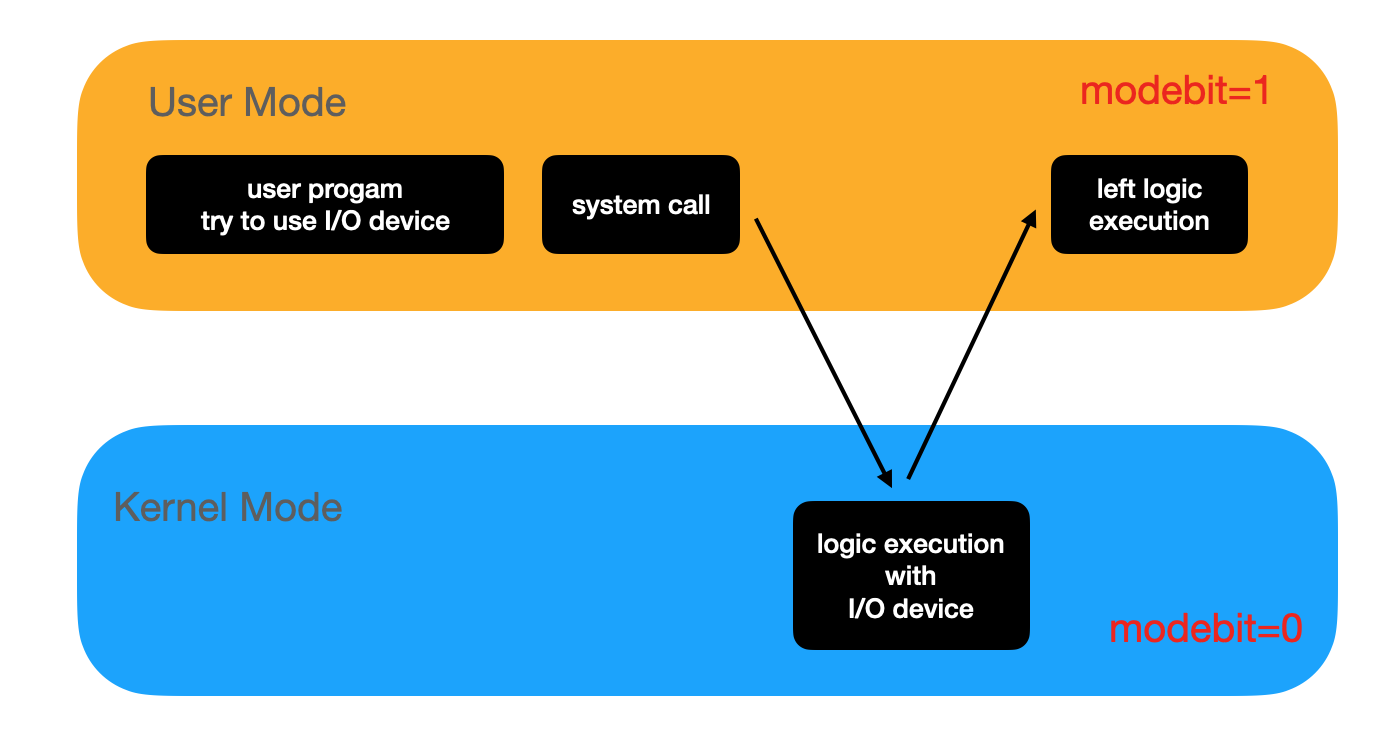 User Mode
modebit=1
user progam
try to use I/O device
system call
left logic
execution
Kernel Mode
logic execution
with
I/O device
modebit=0